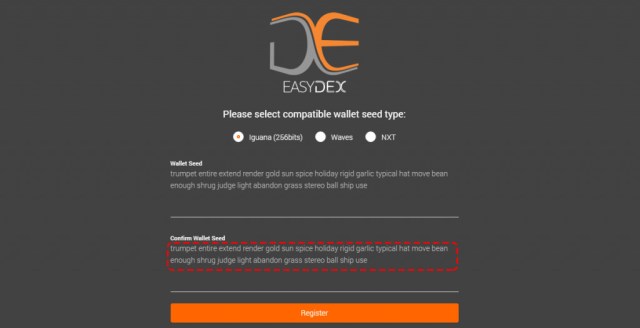 EASYDEX
Please select compatible wallet seed type:
Iguana (256bits) Waves NXT
Wallet Seed
trumpet entire extend render gold sun spice holiday rigid garlic typical hat move bean
enough shrug judge light abandon grass stereo ball ship use
Confirm Wallet Seed
trumpet entire extend render gold sun spice holiday rigid garlic typical hat move bean
enough shrug judge light abandon grass stereo ball ship use
Register